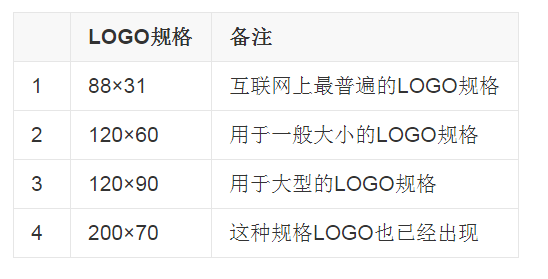 LOGO规格 备注
1 88×31 互联网上最普遍的LOGO规格
2 120×60 用于一般大小的LOGO规格
3 120×90 用于大型的LOGO规格
4 200×70 这种规格LOGO也已经出现